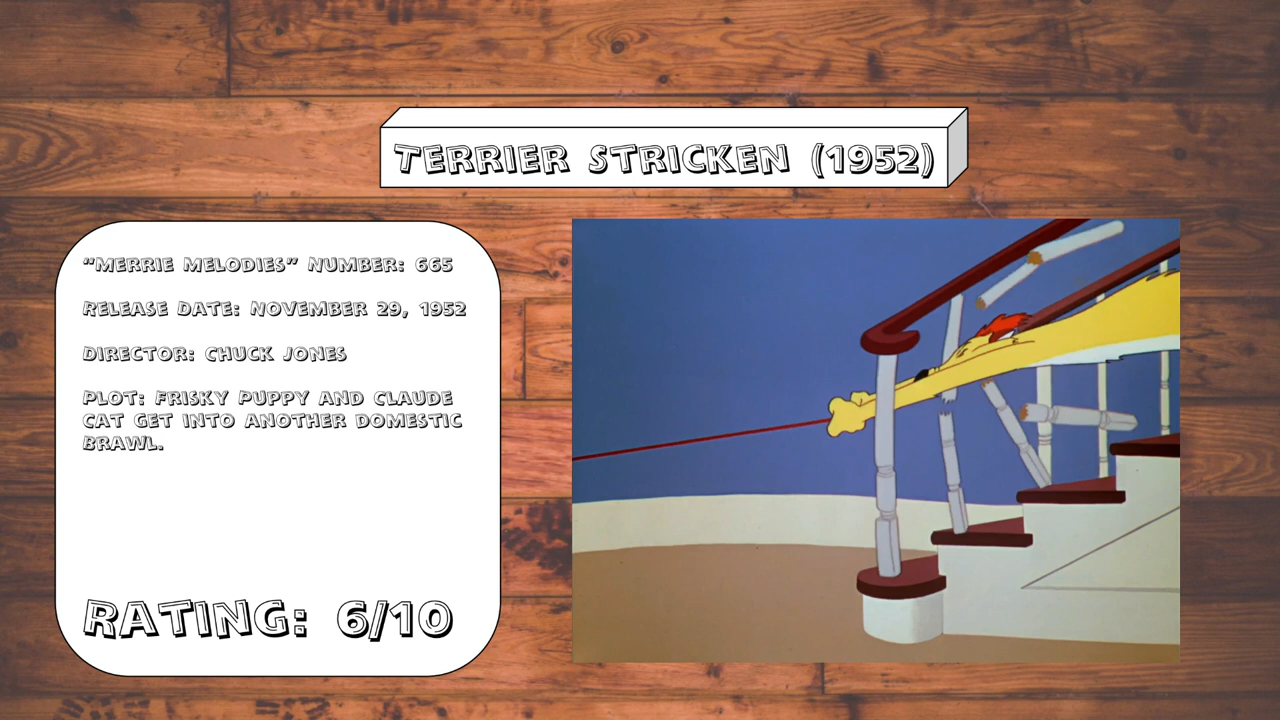 TERRIER STRICKEN (1952)
"MERRIE MELODIES" NUMBER: 665
RELEASE DATE: NOVEMBER 29, 1952
DIRECTOR: CHUCK JONES
PLOT: FRISKY PUPPY AND CLAUDE
CAT GET INTO ANOTHER DOMESTIC
BRAWL.
RATING: 6/10